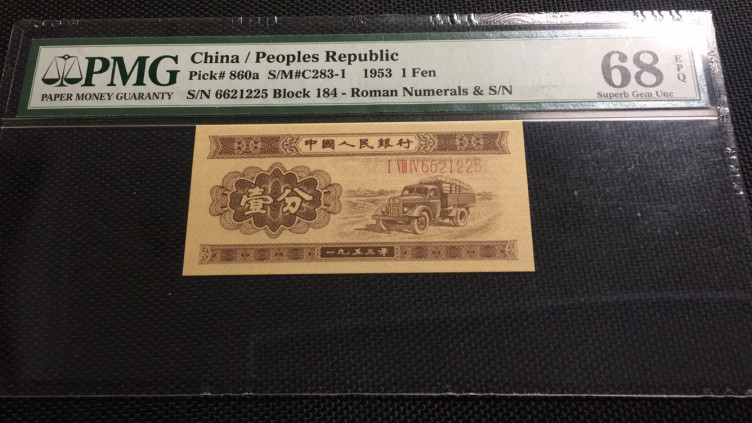 PMG
PAPER MONEY GUARANTY
China / Peoples Republic
Pick# 860a S/M#C283-1 1953 1 Fen
S/N 6621225 Block 184 - Roman Numerals & S/N
68 EPQ
Superb Gem Unc
中國人民銀行
I VIII IV 6621225
壹分
一九五三年